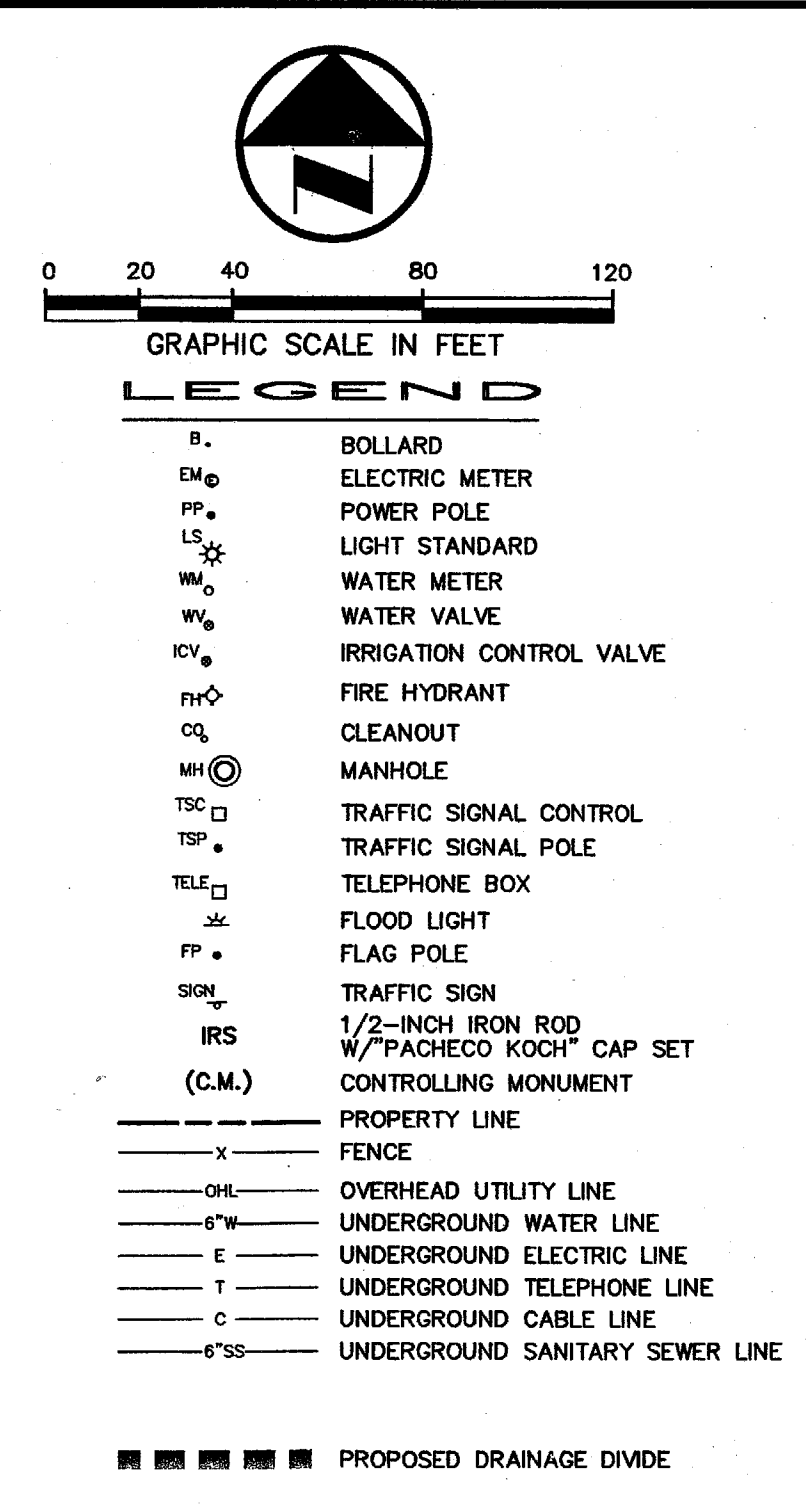 N
0 20 40 80 120
GRAPHIC SCALE IN FEET
LEGEND
B. BOLLARD
EM E ELECTRIC METER
PP POWER POLE
LS LIGHT STANDARD
WM WATER METER
WV WATER VALVE
ICV IRRIGATION CONTROL VALVE
FH FIRE HYDRANT
CO CLEANOUT
MH MANHOLE
TSC TRAFFIC SIGNAL CONTROL
TSP TRAFFIC SIGNAL POLE
TELE TELEPHONE BOX
FLOOD LIGHT
FP FLAG POLE
SIGN TRAFFIC SIGN
IRS 1/2-INCH IRON ROD
W/"PACHECO KOCH" CAP SET
(C.M.) CONTROLLING MONUMENT
PROPERTY LINE
X FENCE
OHL OVERHEAD UTILITY LINE
6"W UNDERGROUND WATER LINE
E UNDERGROUND ELECTRIC LINE
T UNDERGROUND TELEPHONE LINE
C UNDERGROUND CABLE LINE
6"SS UNDERGROUND SANITARY SEWER LINE
PROPOSED DRAINAGE DIVIDE